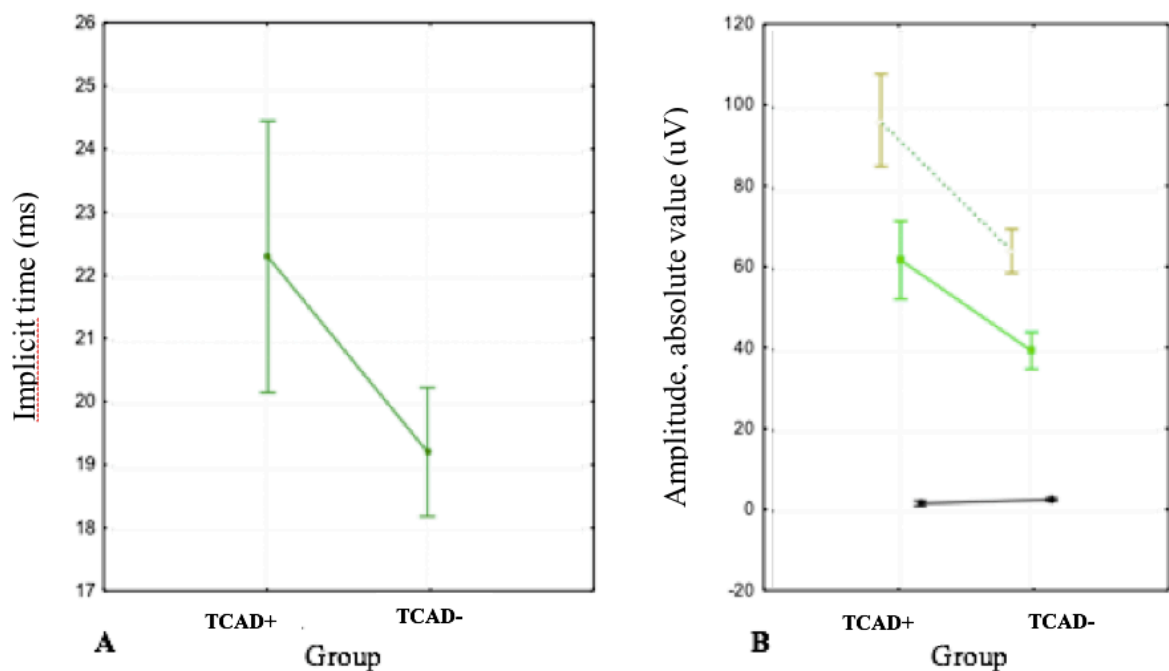 Implicit time (ms)
26
25
24
23
22
21
20
19
18
17
TCAD+
TCAD-
A
Group
Amplitude, absolute value (uV)
120
100
80
60
40
20
0
-20
TCAD+
TCAD-
B
Group